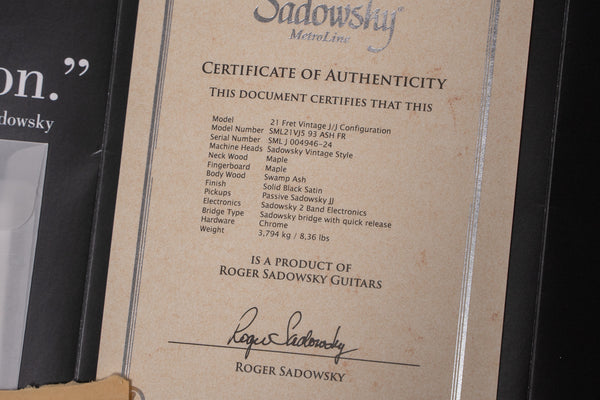 on.”
adowsky
Sadowsky
MetroLine
CERTIFICATE OF AUTHENTICITY
THIS DOCUMENT CERTIFIES THAT THIS
Model 21 Fret Vintage J/J Configuration
Model Number SML21VJ5 93 ASH FR
Serial Number SML J 004946-24
Machine Heads Sadowsky Vintage Style
Neck Wood Maple
Fingerboard Maple
Body Wood Swamp Ash
Finish Solid Black Satin
Pickups Passive Sadowsky JJ
Electronics Sadowsky 2 Band Electronics
Bridge Type Sadowsky bridge with quick release
Hardware Chrome
Weight 3,794 kg / 8,36 lbs
IS A PRODUCT OF
ROGER SADOWSKY GUITARS
Roger Sadowsky
ROGER SADOWSKY